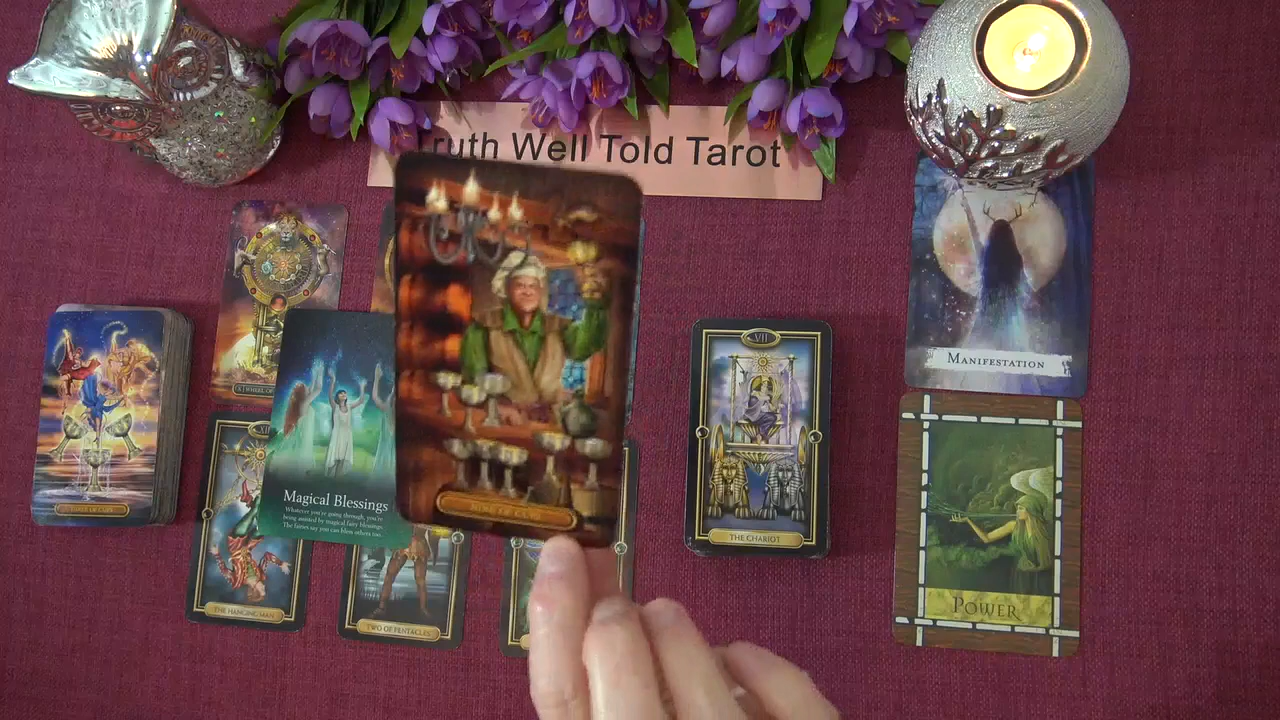 ruth Well Told Tarot
MANIFESTATION
VII
THE CHARIOT
Magical Blessings
Whatever you're going through, you're
being assisted by magical fairy blessings.
The fairies say you can bless others too.
NINE OF CUPS
THE HANGING MAN
TWO OF PENTACLES
POWER